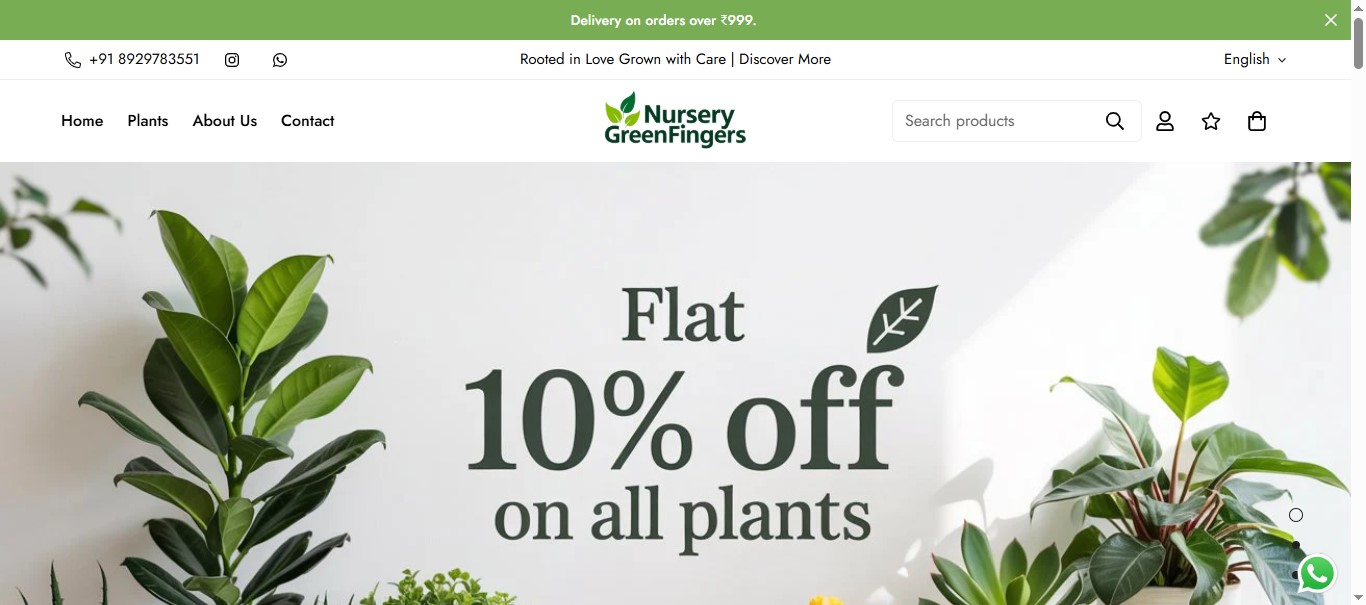 Delivery on orders over ₹999.
+91 8929783551
Rooted in Love Grown with Care | Discover More
English
Home
Plants
About Us
Contact
Nursery
GreenFingers
Search products
Flat
10% off
on all plants